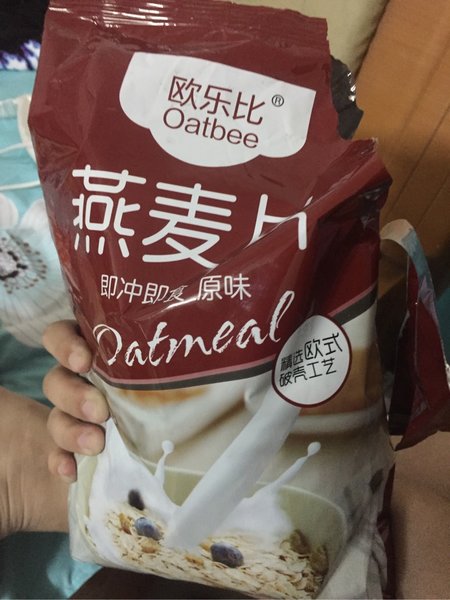 欧乐比®
Oatbee
燕麦片
即冲即食 原味
Oatmeal
精选欧式
破壳工艺